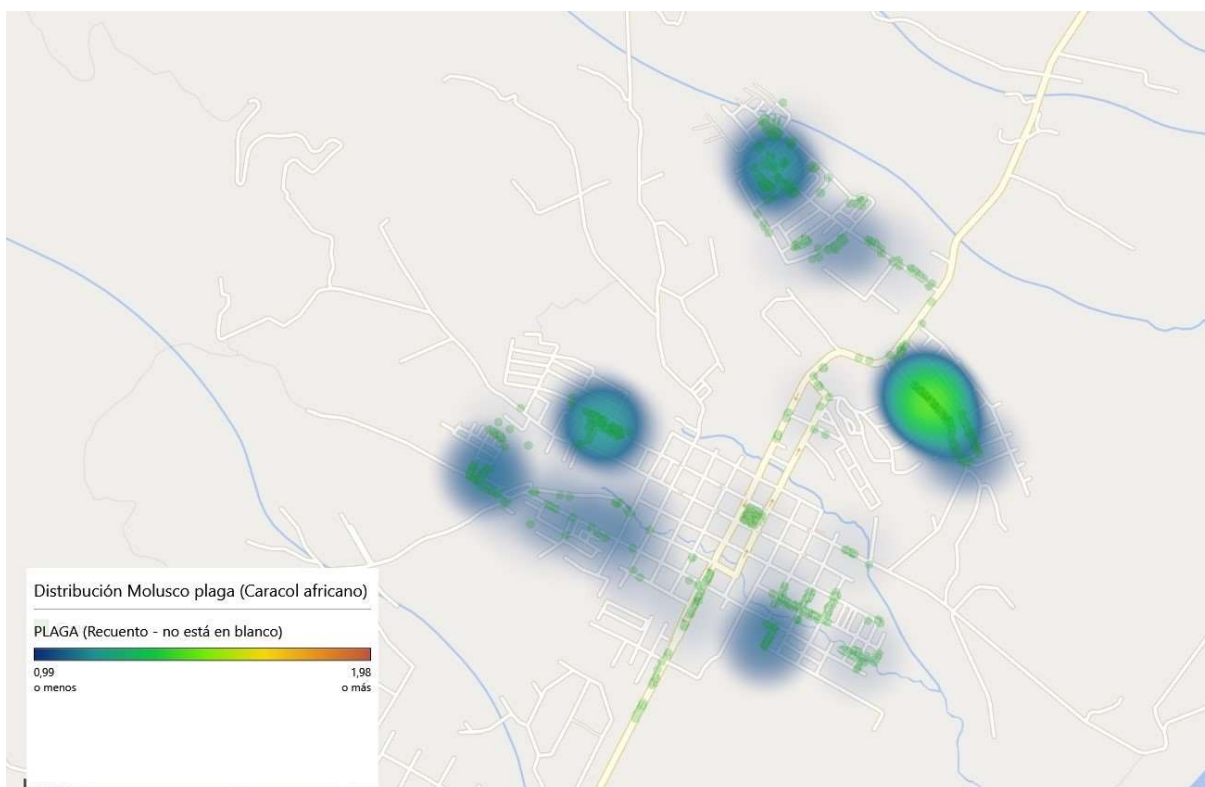 Distribución Molusco plaga (Caracol africano)
PLAGA (Recuento - no está en blanco)
0,99 1,98
o menos o más